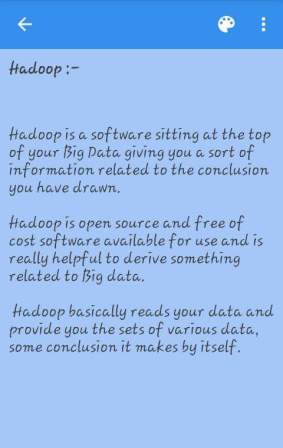 Hadoop :-
Hadoop is a software sitting at the top
of your Big Data giving you a sort of
information related to the conclusion
you have drawn.
Hadoop is open source and free of
cost software available for use and is
really helpful to derive something
related to Big data.
Hadoop basically reads your data and
provide you the sets of various data,
some conclusion it makes by itself.